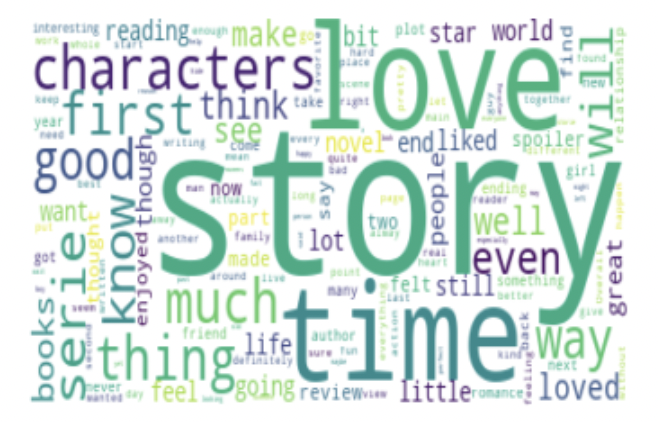 interesting enough make go favorite bit plot star world find
work whole reading hard found
start help place scene pretty new
characters love will relationship
keep take right together
first think guy main
year need see every novel end liked spoiler
writing come quite different
good mean bad
best man now say people ending girl
want actually long page reader
though part two well
put thought another family lot real even
got know away made heart especially
story
books serie enjoyed much around live point felt still something great
many Last better
friend time give
seem thing life author everything action back way
second definitely sure fun kind next
never feel going review view little romance feeling loved without
wanted day
overall happen